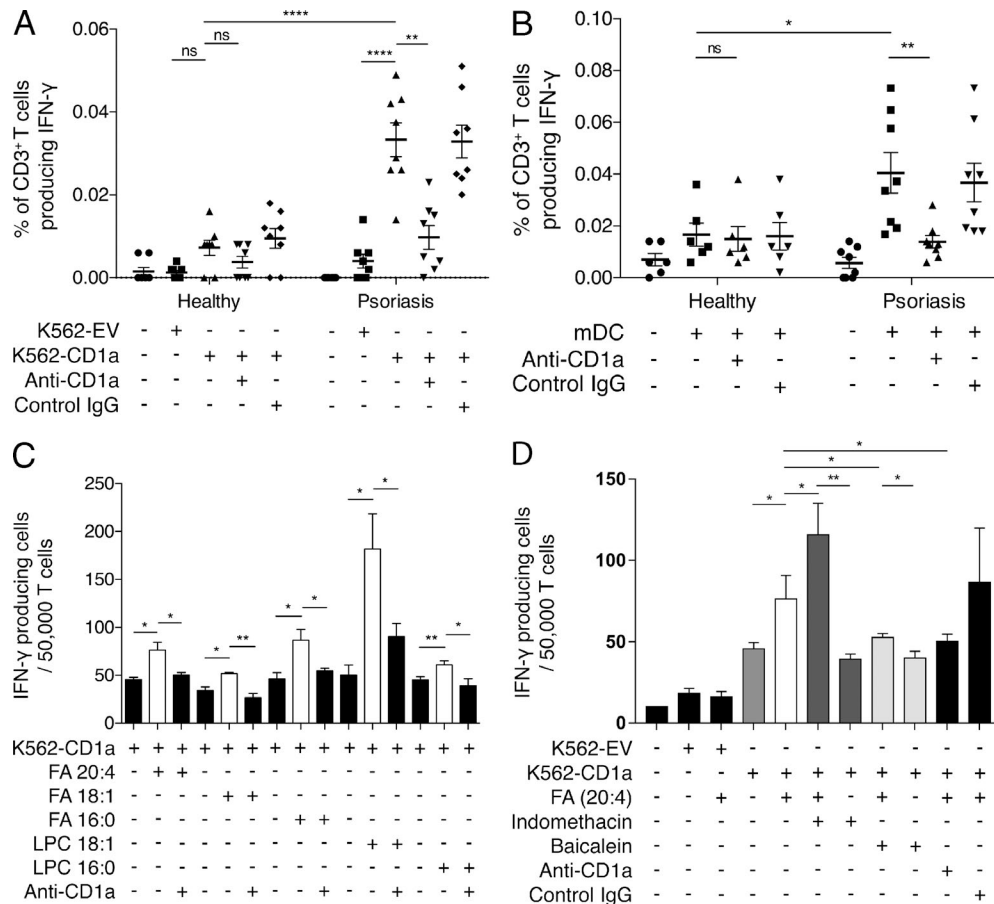 A
% of CD3+ T cells
producing IFN-γ
0.06
0.04
0.02
0.00
ns
ns
****
****
**
Healthy
Psoriasis
K562-EV - + - - - - + - - -
K562-CD1a - - + + + - - + + +
Anti-CD1a - - - + - - - - + -
Control IgG - - - - + - - - - +
B
% of CD3+ T cells
producing IFN-γ
0.10
0.08
0.06
0.04
0.02
0.00
*
ns
**
Healthy
Psoriasis
mDC - + + + - + + +
Anti-CD1a - - + - - - + -
Control IgG - - - + - - - +
C
IFN-γ producing cells
/ 50,000 T cells
250
200
150
100
50
0
* * * ** * * * * ** *
K562-CD1a + + + + + + + + + + + + + + +
FA 20:4 - + + - - - - - - - - - - - -
FA 18:1 - - - - + + - - - - - - - - -
FA 16:0 - - - - - - - + + - - - - - -
LPC 18:1 - - - - - - - - - - + + - - -
LPC 16:0 - - - - - - - - - - - - - + +
Anti-CD1a - - + - - + - - + - - + - - +
D
IFN-γ producing cells
/ 50,000 T cells
150
100
50
0
*
*
* * ** *
K562-EV - + + - - - - - - - -
K562-CD1a - - - + + + + + + + +
FA (20:4) - - + - + + - + - + +
Indomethacin - - - - - + + - - - -
Baicalein - - - - - - - + + - -
Anti-CD1a - - - - - - - - - + -
Control IgG - - - - - - - - - - +